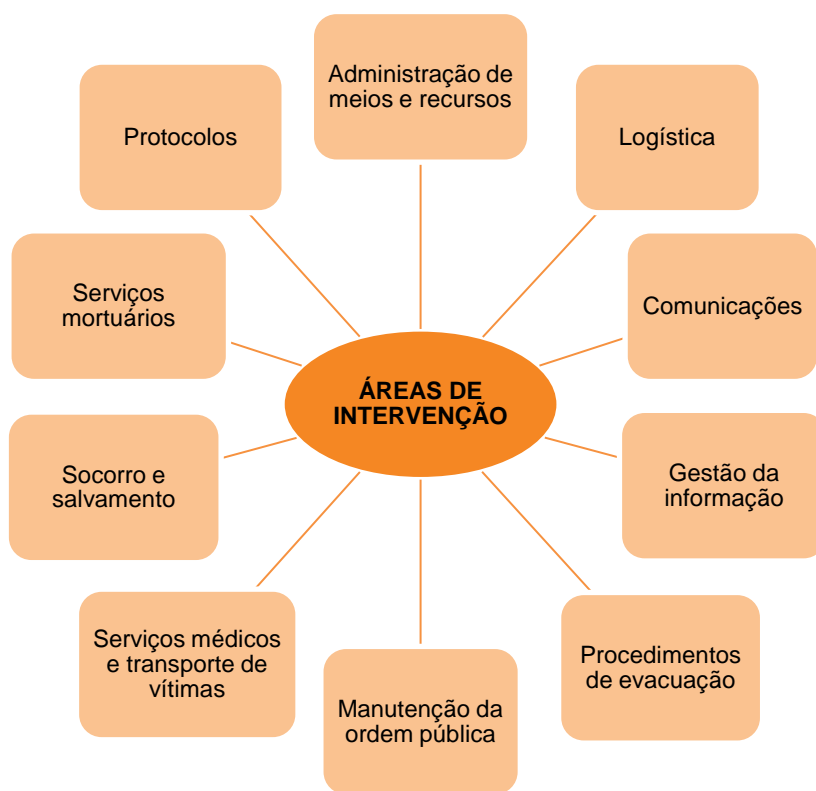 Administração de
meios e recursos
Logística
Comunicações
Gestão da
informação
Procedimentos
de evacuação
Manutenção da
ordem pública
Serviços médicos
e transporte de
vítimas
Socorro e
salvamento
Serviços
mortuários
Protocolos
ÁREAS DE
INTERVENÇÃO